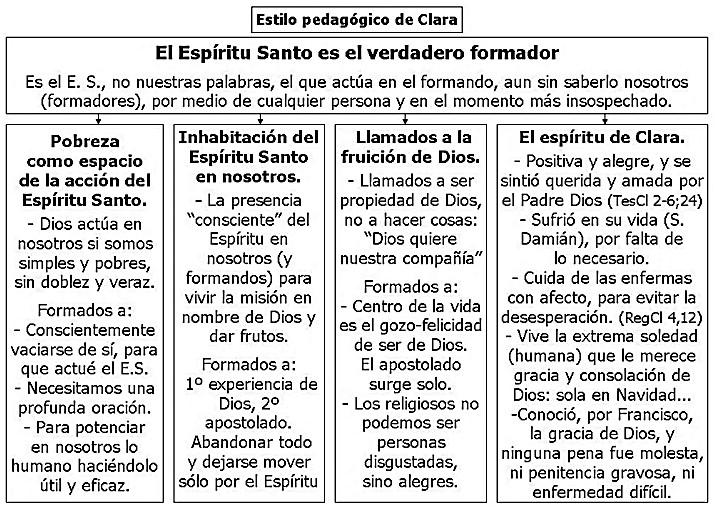 Estilo pedagógico de Clara
El Espíritu Santo es el verdadero formador
Es el E. S., no nuestras palabras, el que actúa en el formando, aun sin saberlo nosotros
(formadores), por medio de cualquier persona y en el momento más insospechado.
Pobreza
como espacio
de la acción del
Espíritu Santo.
- Dios actúa en
nosotros si somos
simples y pobres,
sin doblez y veraz.
Formados a:
- Conscientemente
vaciarse de sí, para
que actué el E.S.
- Necesitamos una
profunda oración.
- Para potenciar
en nosotros lo
humano haciéndolo
útil y eficaz.
Inhabitación del
Espíritu Santo
en nosotros.
- La presencia
“consciente” del
Espíritu en
nosotros (y
formandos) para
vivir la misión en
nombre de Dios y
dar frutos.
Formados a:
1º experiencia de
Dios, 2º
apostolado.
Abandonar todo
y dejarse mover
sólo por el Espíritu
Llamados a la
fruición de Dios.
- Llamados a ser
propiedad de Dios,
no a hacer cosas:
“Dios quiere
nuestra compañía”
Formados a:
- Centro de la vida
es el gozo-felicidad
de ser de Dios.
El apostolado
surge solo.
- Los religiosos no
podemos ser
personas
disgustadas,
sino alegres.
El espíritu de Clara.
- Positiva y alegre, y se
sintió querida y amada por
el Padre Dios (TesCl 2-6;24)
- Sufrió en su vida (S.
Damián), por falta de
lo necesario.
- Cuida de las enfermas
con afecto, para evitar la
desesperación. (RegCl 4,12)
- Vive la extrema soledad
(humana) que le merece
gracia y consolación de
Dios: sola en Navidad...
-Conoció, por Francisco,
la gracia de Dios, y
ninguna pena fue molesta,
ni penitencia gravosa, ni
enfermedad difícil.